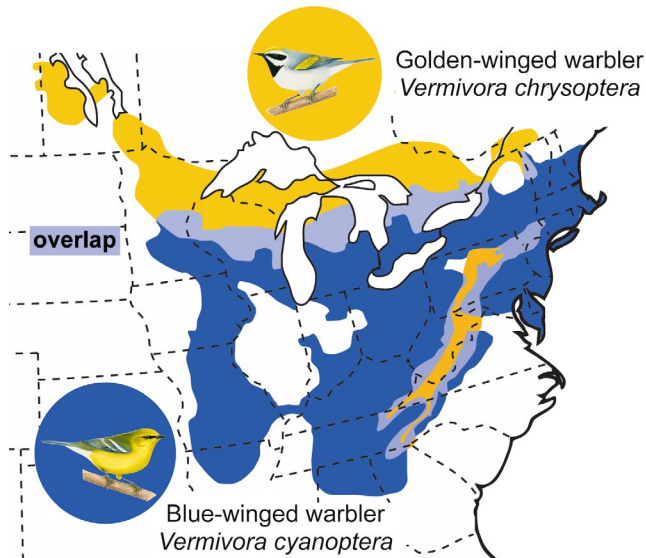 Golden-winged warbler
Vermivora chrysoptera
overlap
Blue-winged warbler
Vermivora cyanoptera